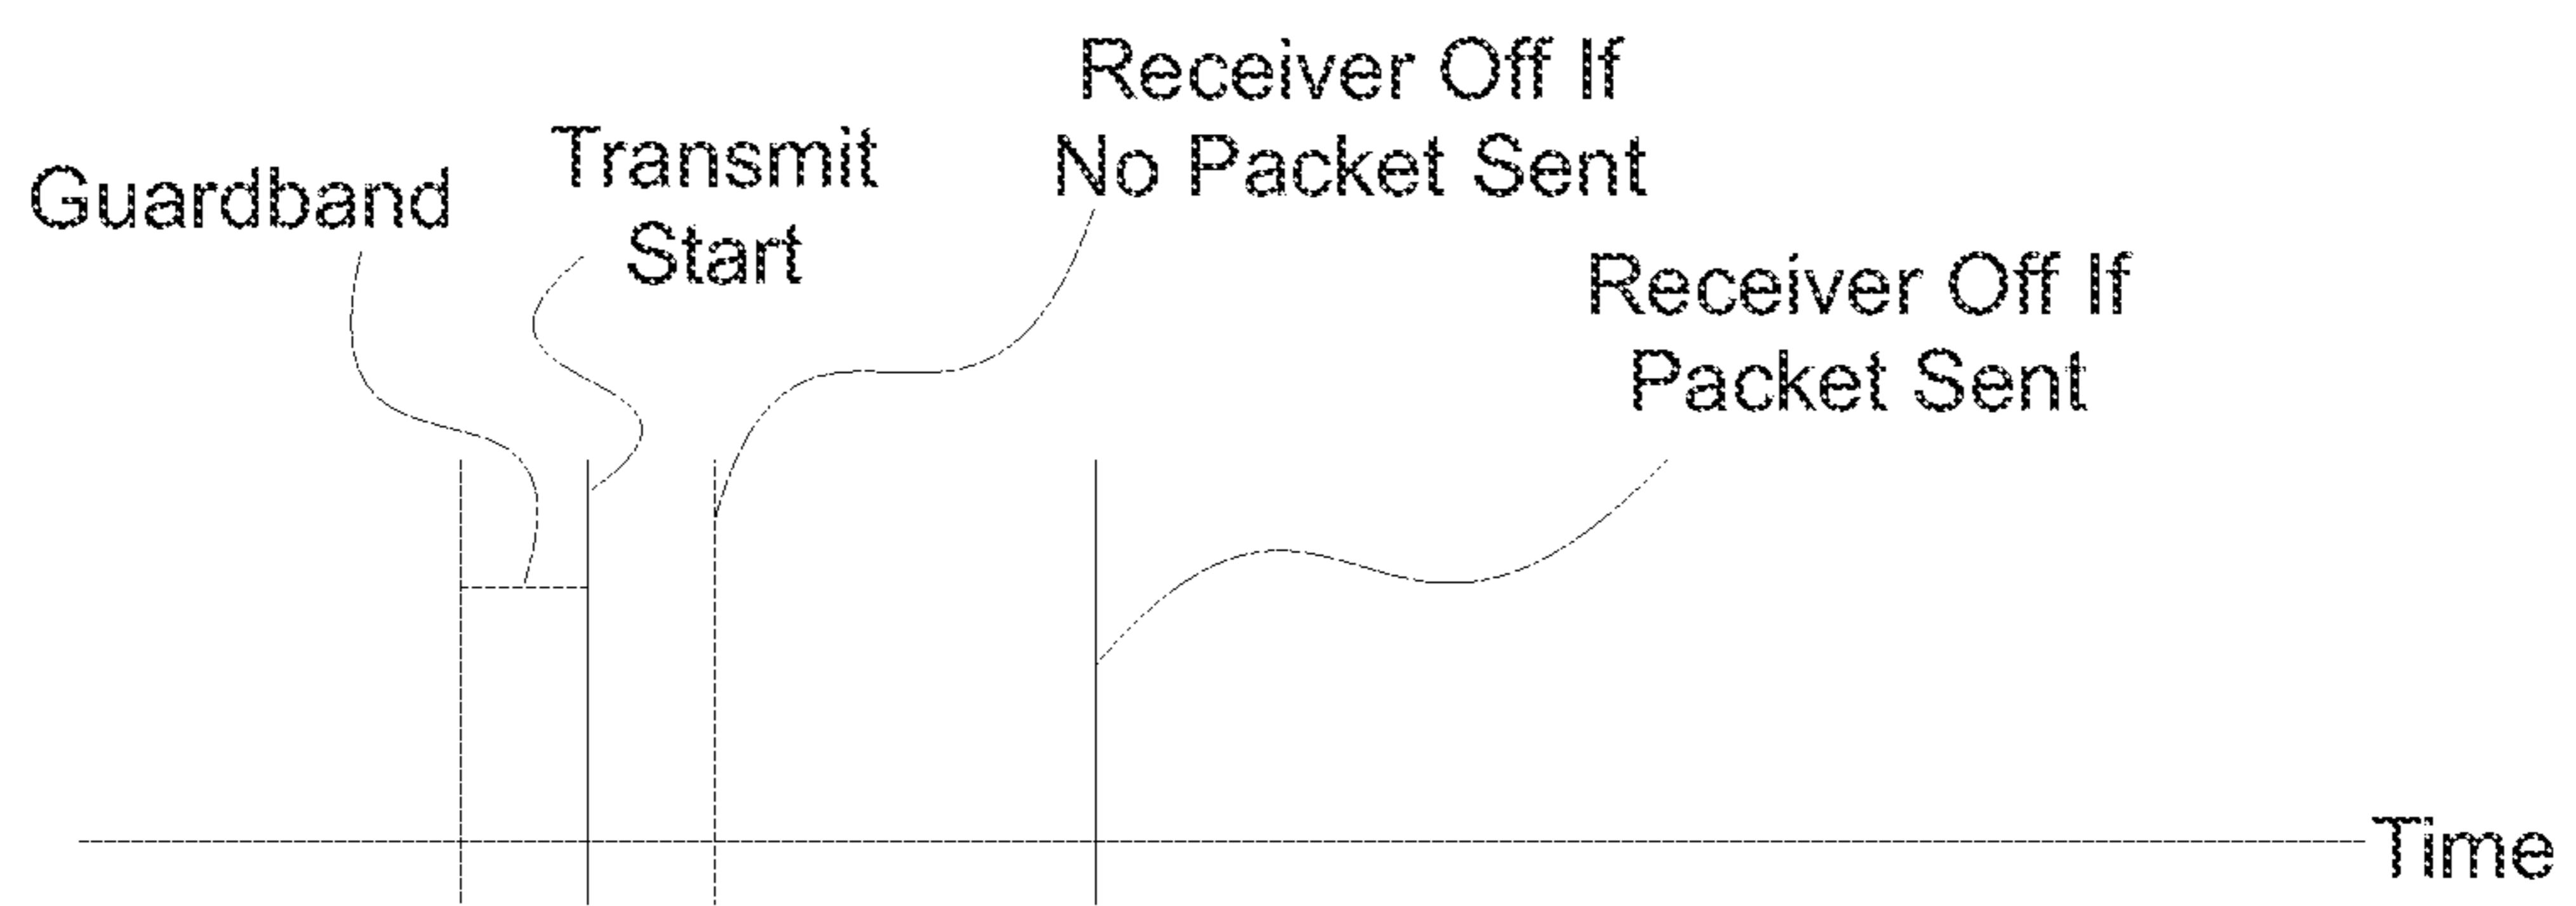 Guardband
Transmit
Start
Receiver Off If
No Packet Sent
Receiver Off If
Packet Sent
Time